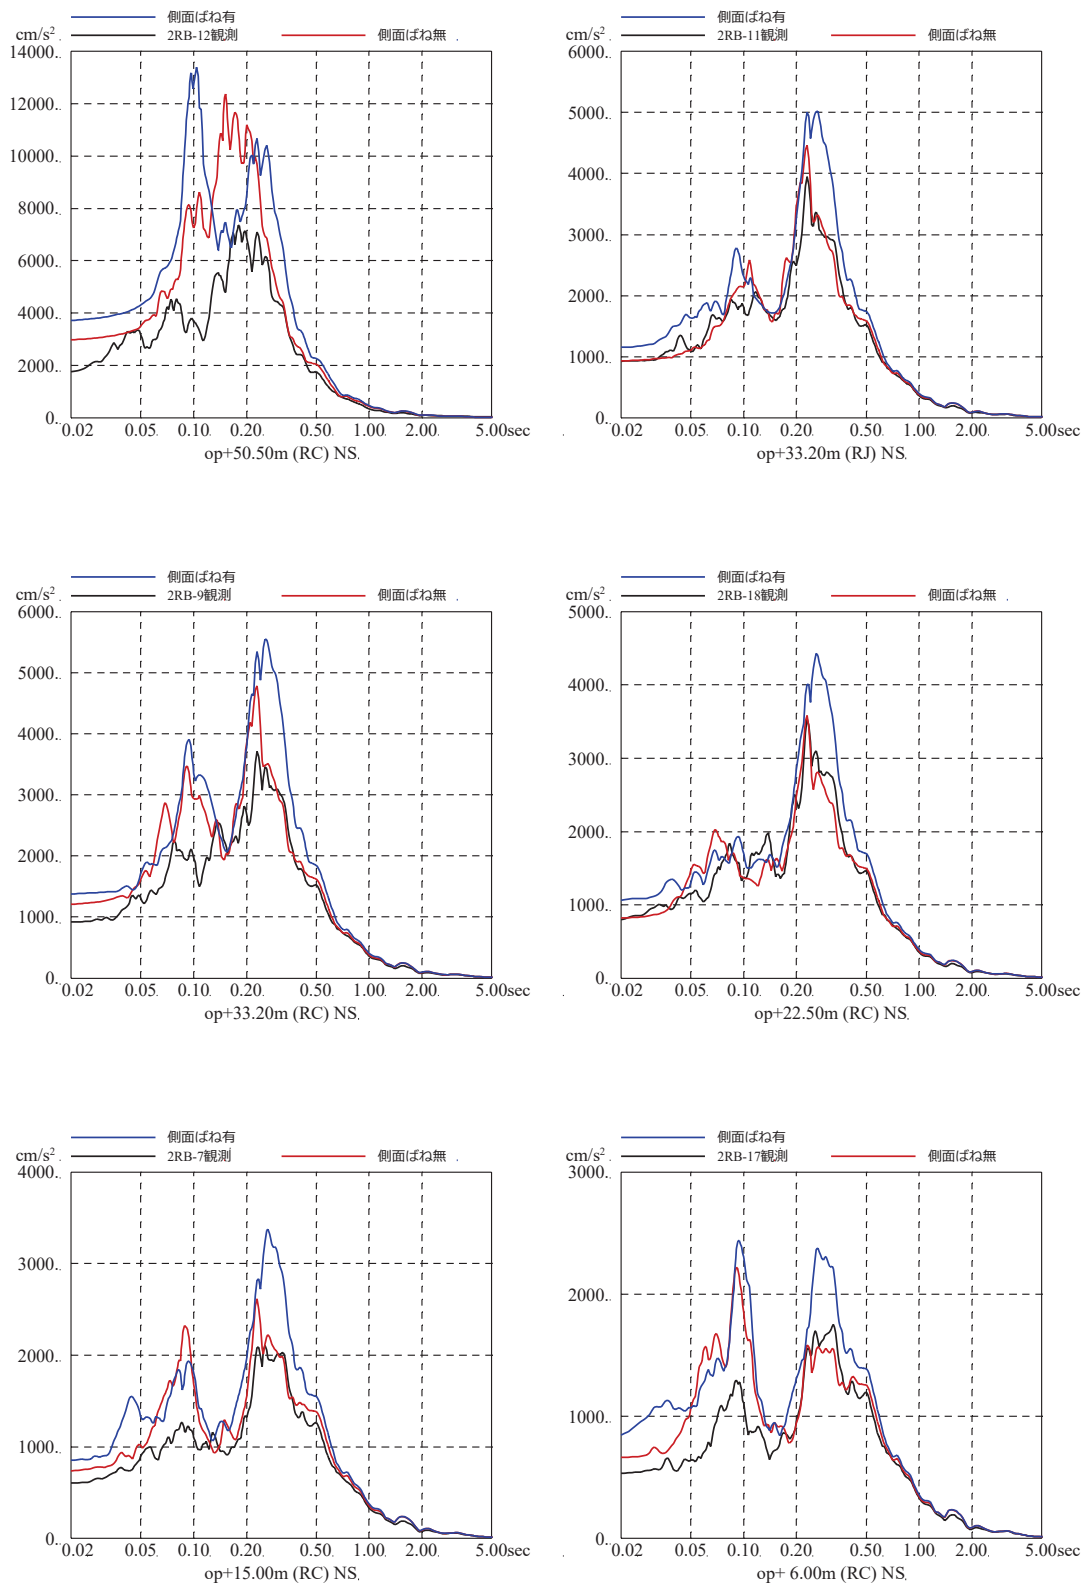 側面ばね有
cm/s² 2RB-12観測 側面ばね無
14000.
12000.
10000.
8000.
6000.
4000.
2000.
0.
0.02 0.05 0.10 0.20 0.50 1.00 2.00 5.00sec
op+50.50m (RC) NS
側面ばね有
cm/s² 2RB-11観測 側面ばね無
6000.
5000.
4000.
3000.
2000.
1000.
0.
0.02 0.05 0.10 0.20 0.50 1.00 2.00 5.00sec
op+33.20m (RJ) NS
側面ばね有
cm/s² 2RB-9観測 側面ばね無
6000.
5000.
4000.
3000.
2000.
1000.
0.
0.02 0.05 0.10 0.20 0.50 1.00 2.00 5.00sec
op+33.20m (RC) NS
側面ばね有
cm/s² 2RB-18観測 側面ばね無
5000.
4000.
3000.
2000.
1000.
0.
0.02 0.05 0.10 0.20 0.50 1.00 2.00 5.00sec
op+22.50m (RC) NS
側面ばね有
cm/s² 2RB-7観測 側面ばね無
4000.
3000.
2000.
1000.
0.
0.02 0.05 0.10 0.20 0.50 1.00 2.00 5.00sec
op+15.00m (RC) NS
側面ばね有
cm/s² 2RB-17観測 側面ばね無
3000.
2000.
1000.
0.
0.02 0.05 0.10 0.20 0.50 1.00 2.00 5.00sec
op+ 6.00m (RC) NS